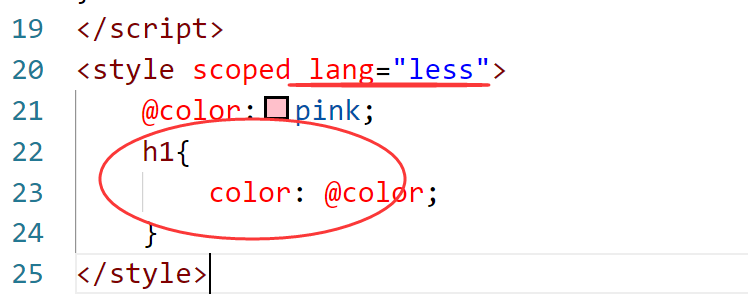 19 </script>
20 <style scoped lang="less">
21 @color: pink;
22 h1{
23 color: @color;
24 }
25 </style>